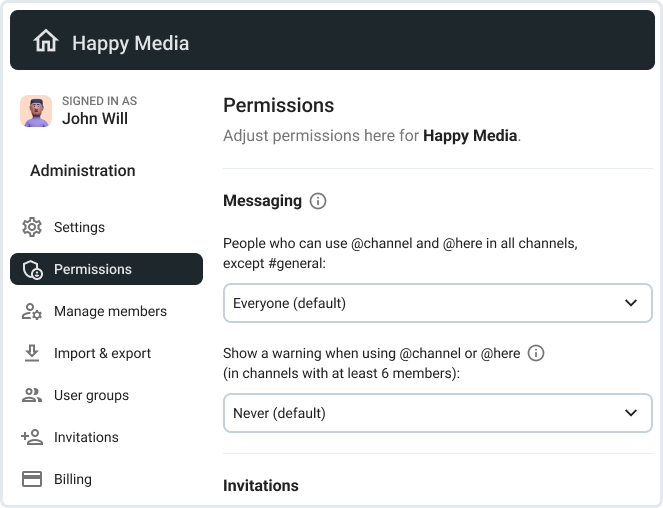 Happy Media
SIGNED IN AS
John Will
Administration
Settings
Permissions
Manage members
Import & export
User groups
Invitations
Billing
Permissions
Adjust permissions here for Happy Media.
Messaging
People who can use @channel and @here in all channels,
except #general:
Everyone (default)
Show a warning when using @channel or @here
(in channels with at least 6 members):
Never (default)
Invitations